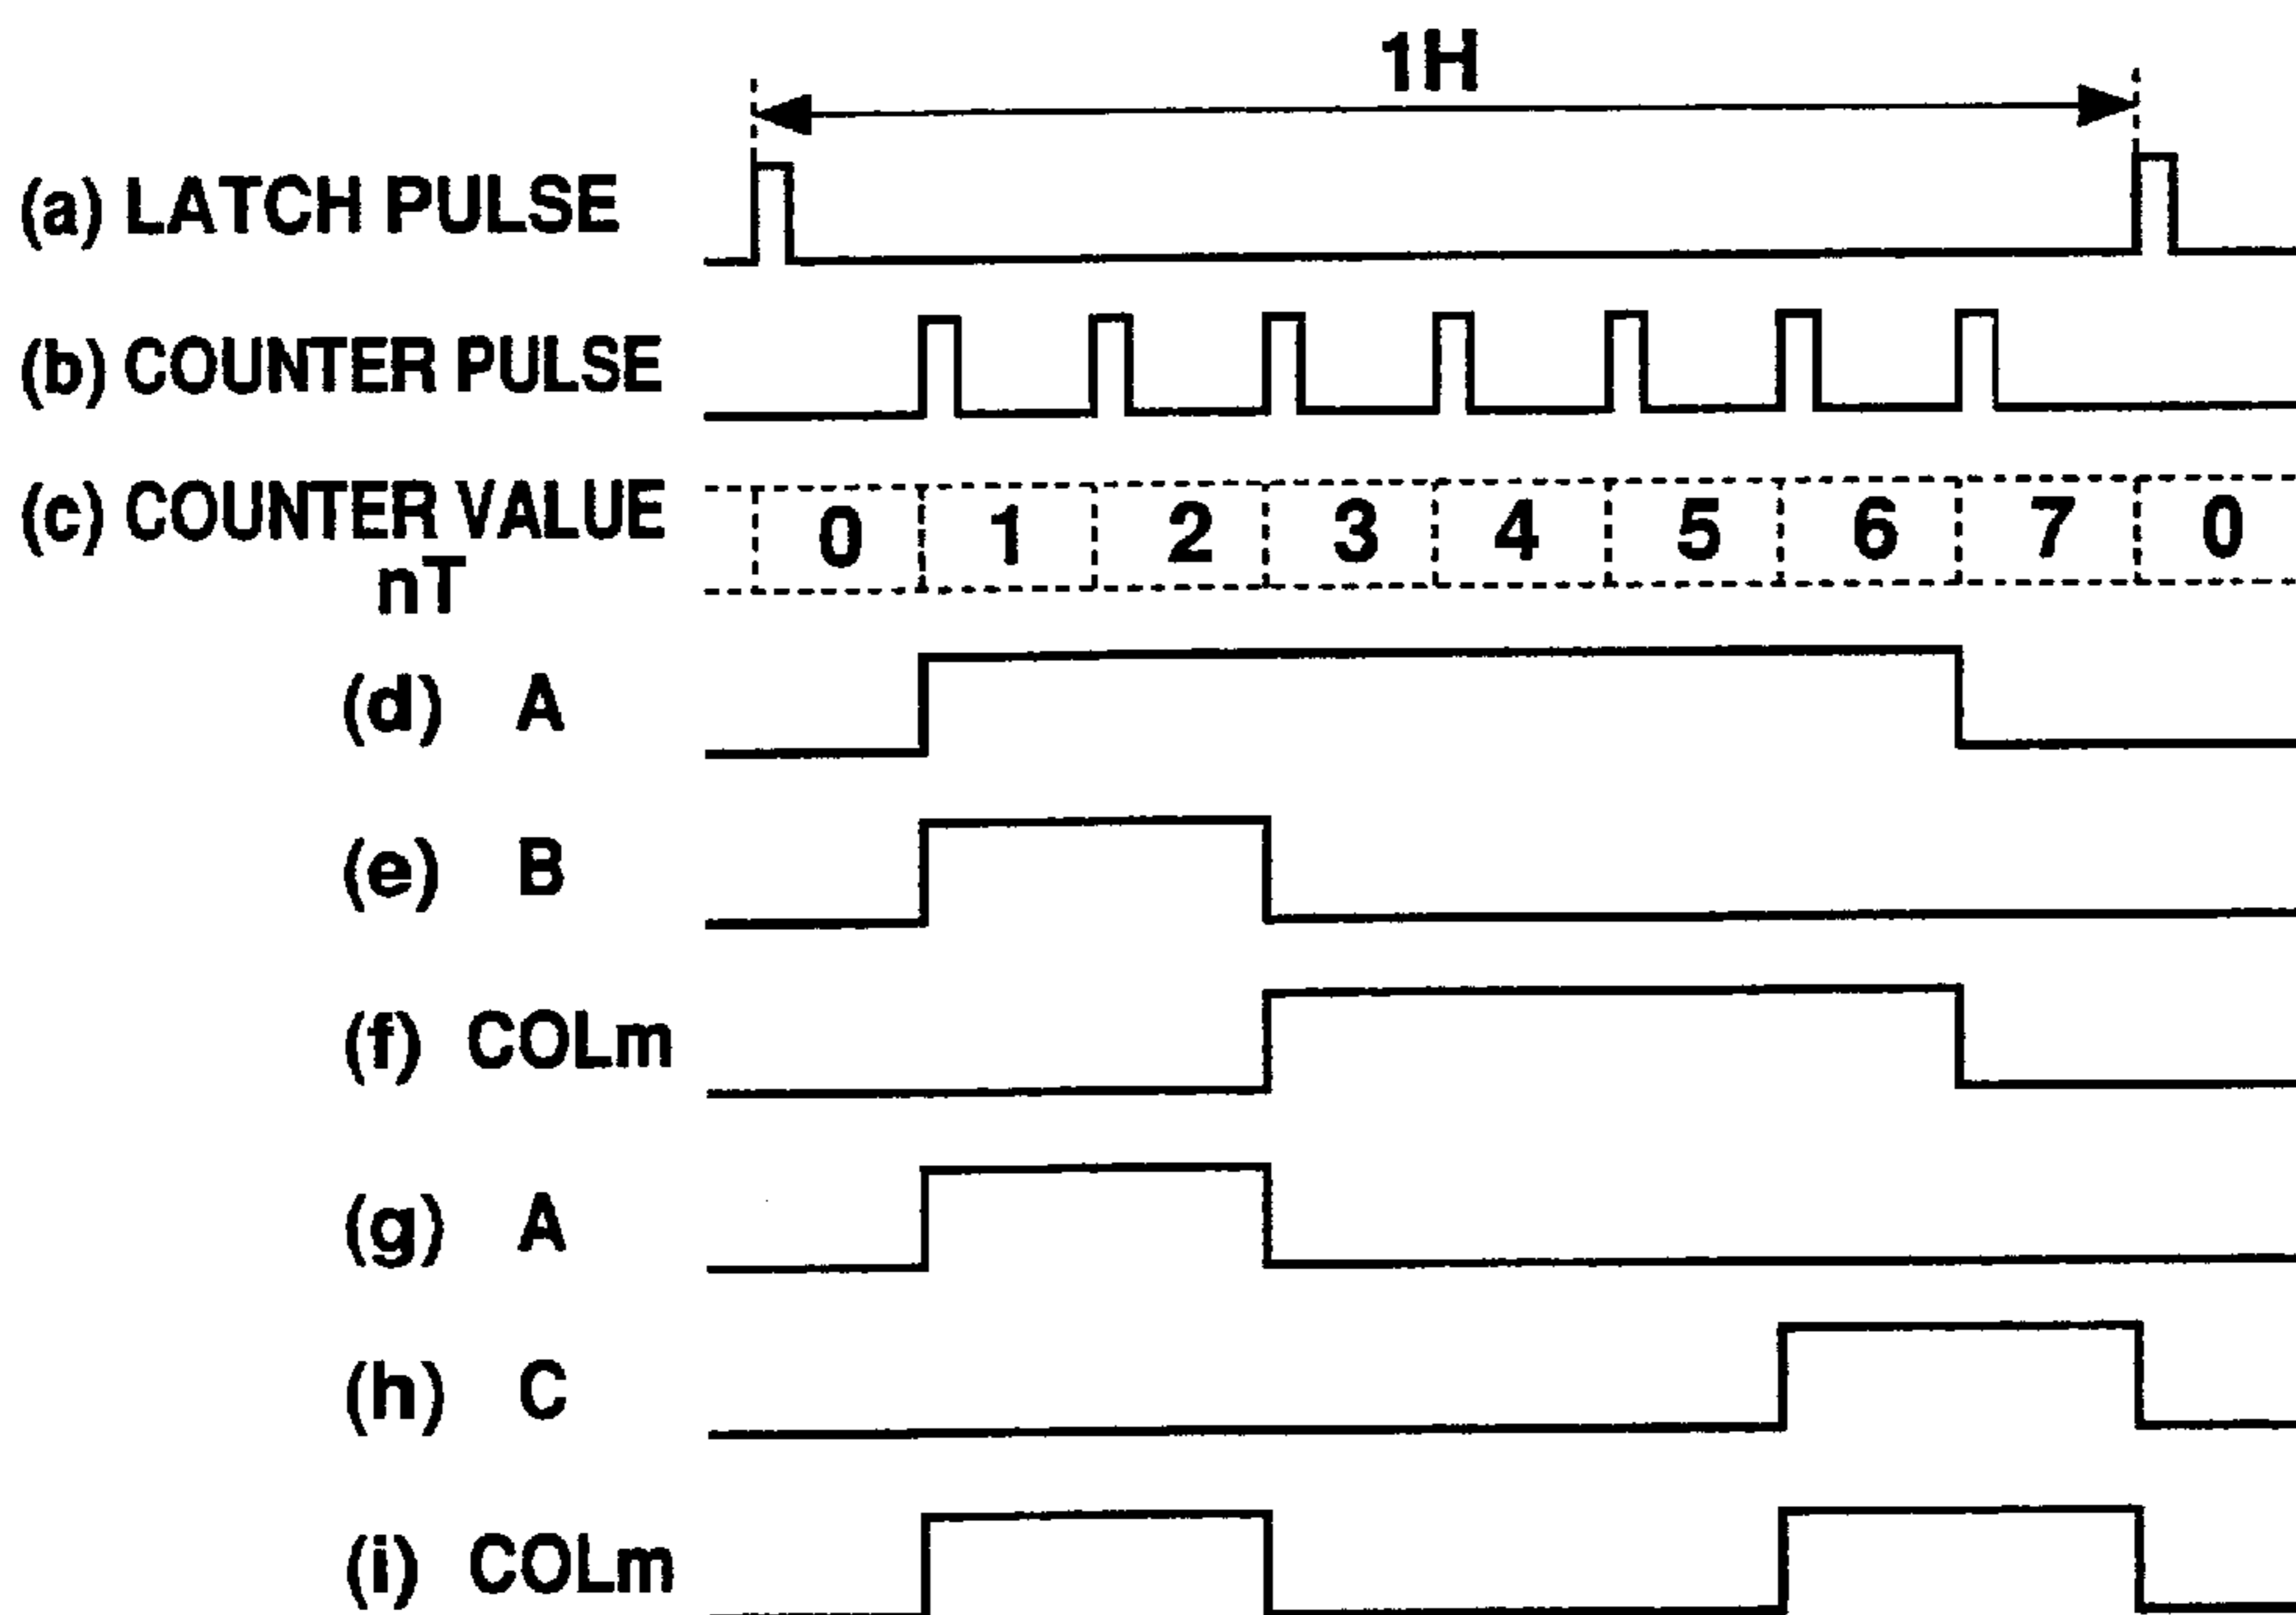 1H
(a) LATCH PULSE
(b) COUNTER PULSE
(c) COUNTER VALUE 0 1 2 3 4 5 6 7 0
nT
(d) A
(e) B
(f) COLm
(g) A
(h) C
(i) COLm